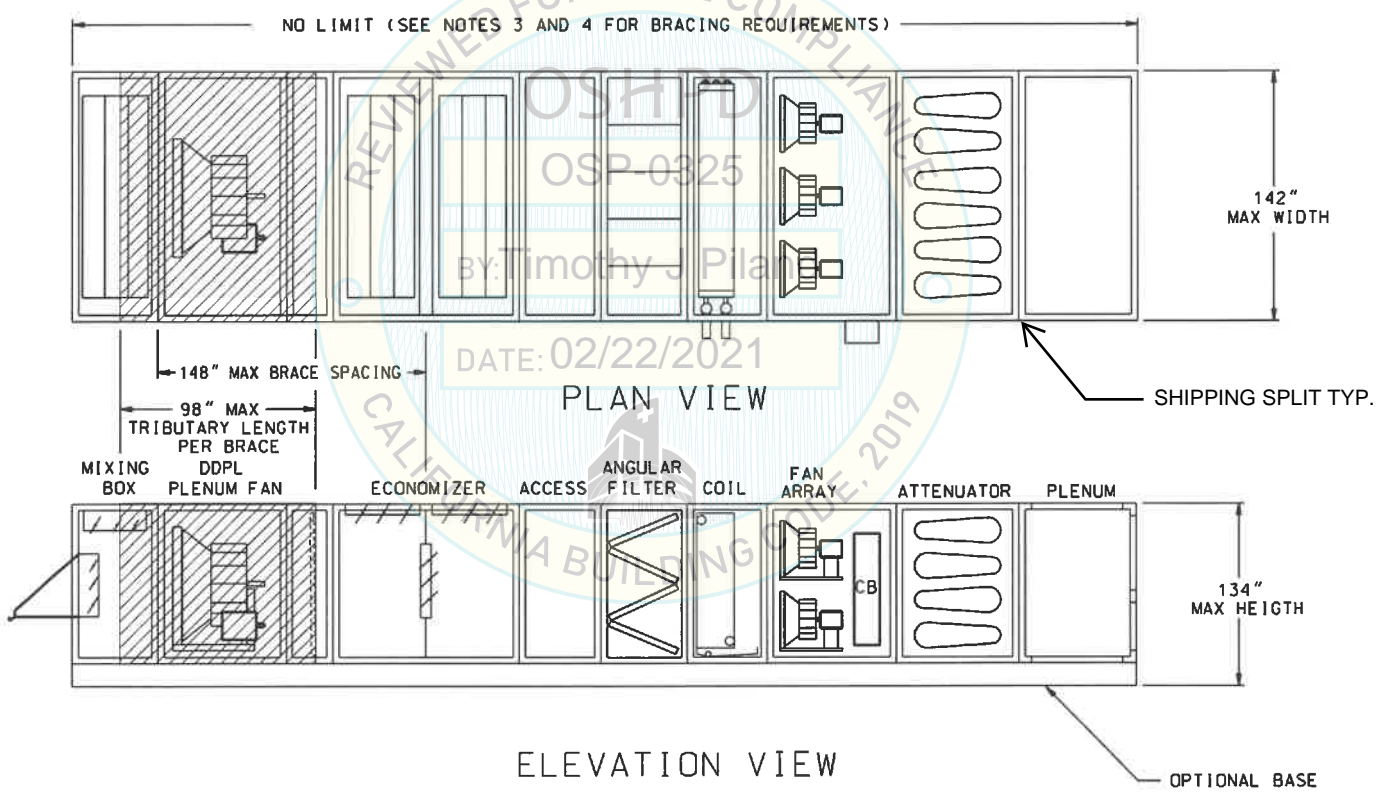 NO LIMIT (SEE NOTES 3 AND 4 FOR BRACING REQUIREMENTS)
REVIEWED FOR CODE COMPLIANCE
OSHPD
OSP-0325
BY: Timothy J Piland
DATE: 02/22/2021
CALIFORNIA BUILDING CODE, 2019
142"
MAX WIDTH
148" MAX BRACE SPACING
PLAN VIEW
SHIPPING SPLIT TYP.
98" MAX
TRIBUTARY LENGTH
PER BRACE
MIXING
BOX
DDPL
PLENUM FAN
ECONOMIZER
ACCESS
ANGULAR
FILTER
COIL
FAN
ARRAY
ATTENUATOR
PLENUM
CB
134"
MAX HEIGTH
ELEVATION VIEW
OPTIONAL BASE